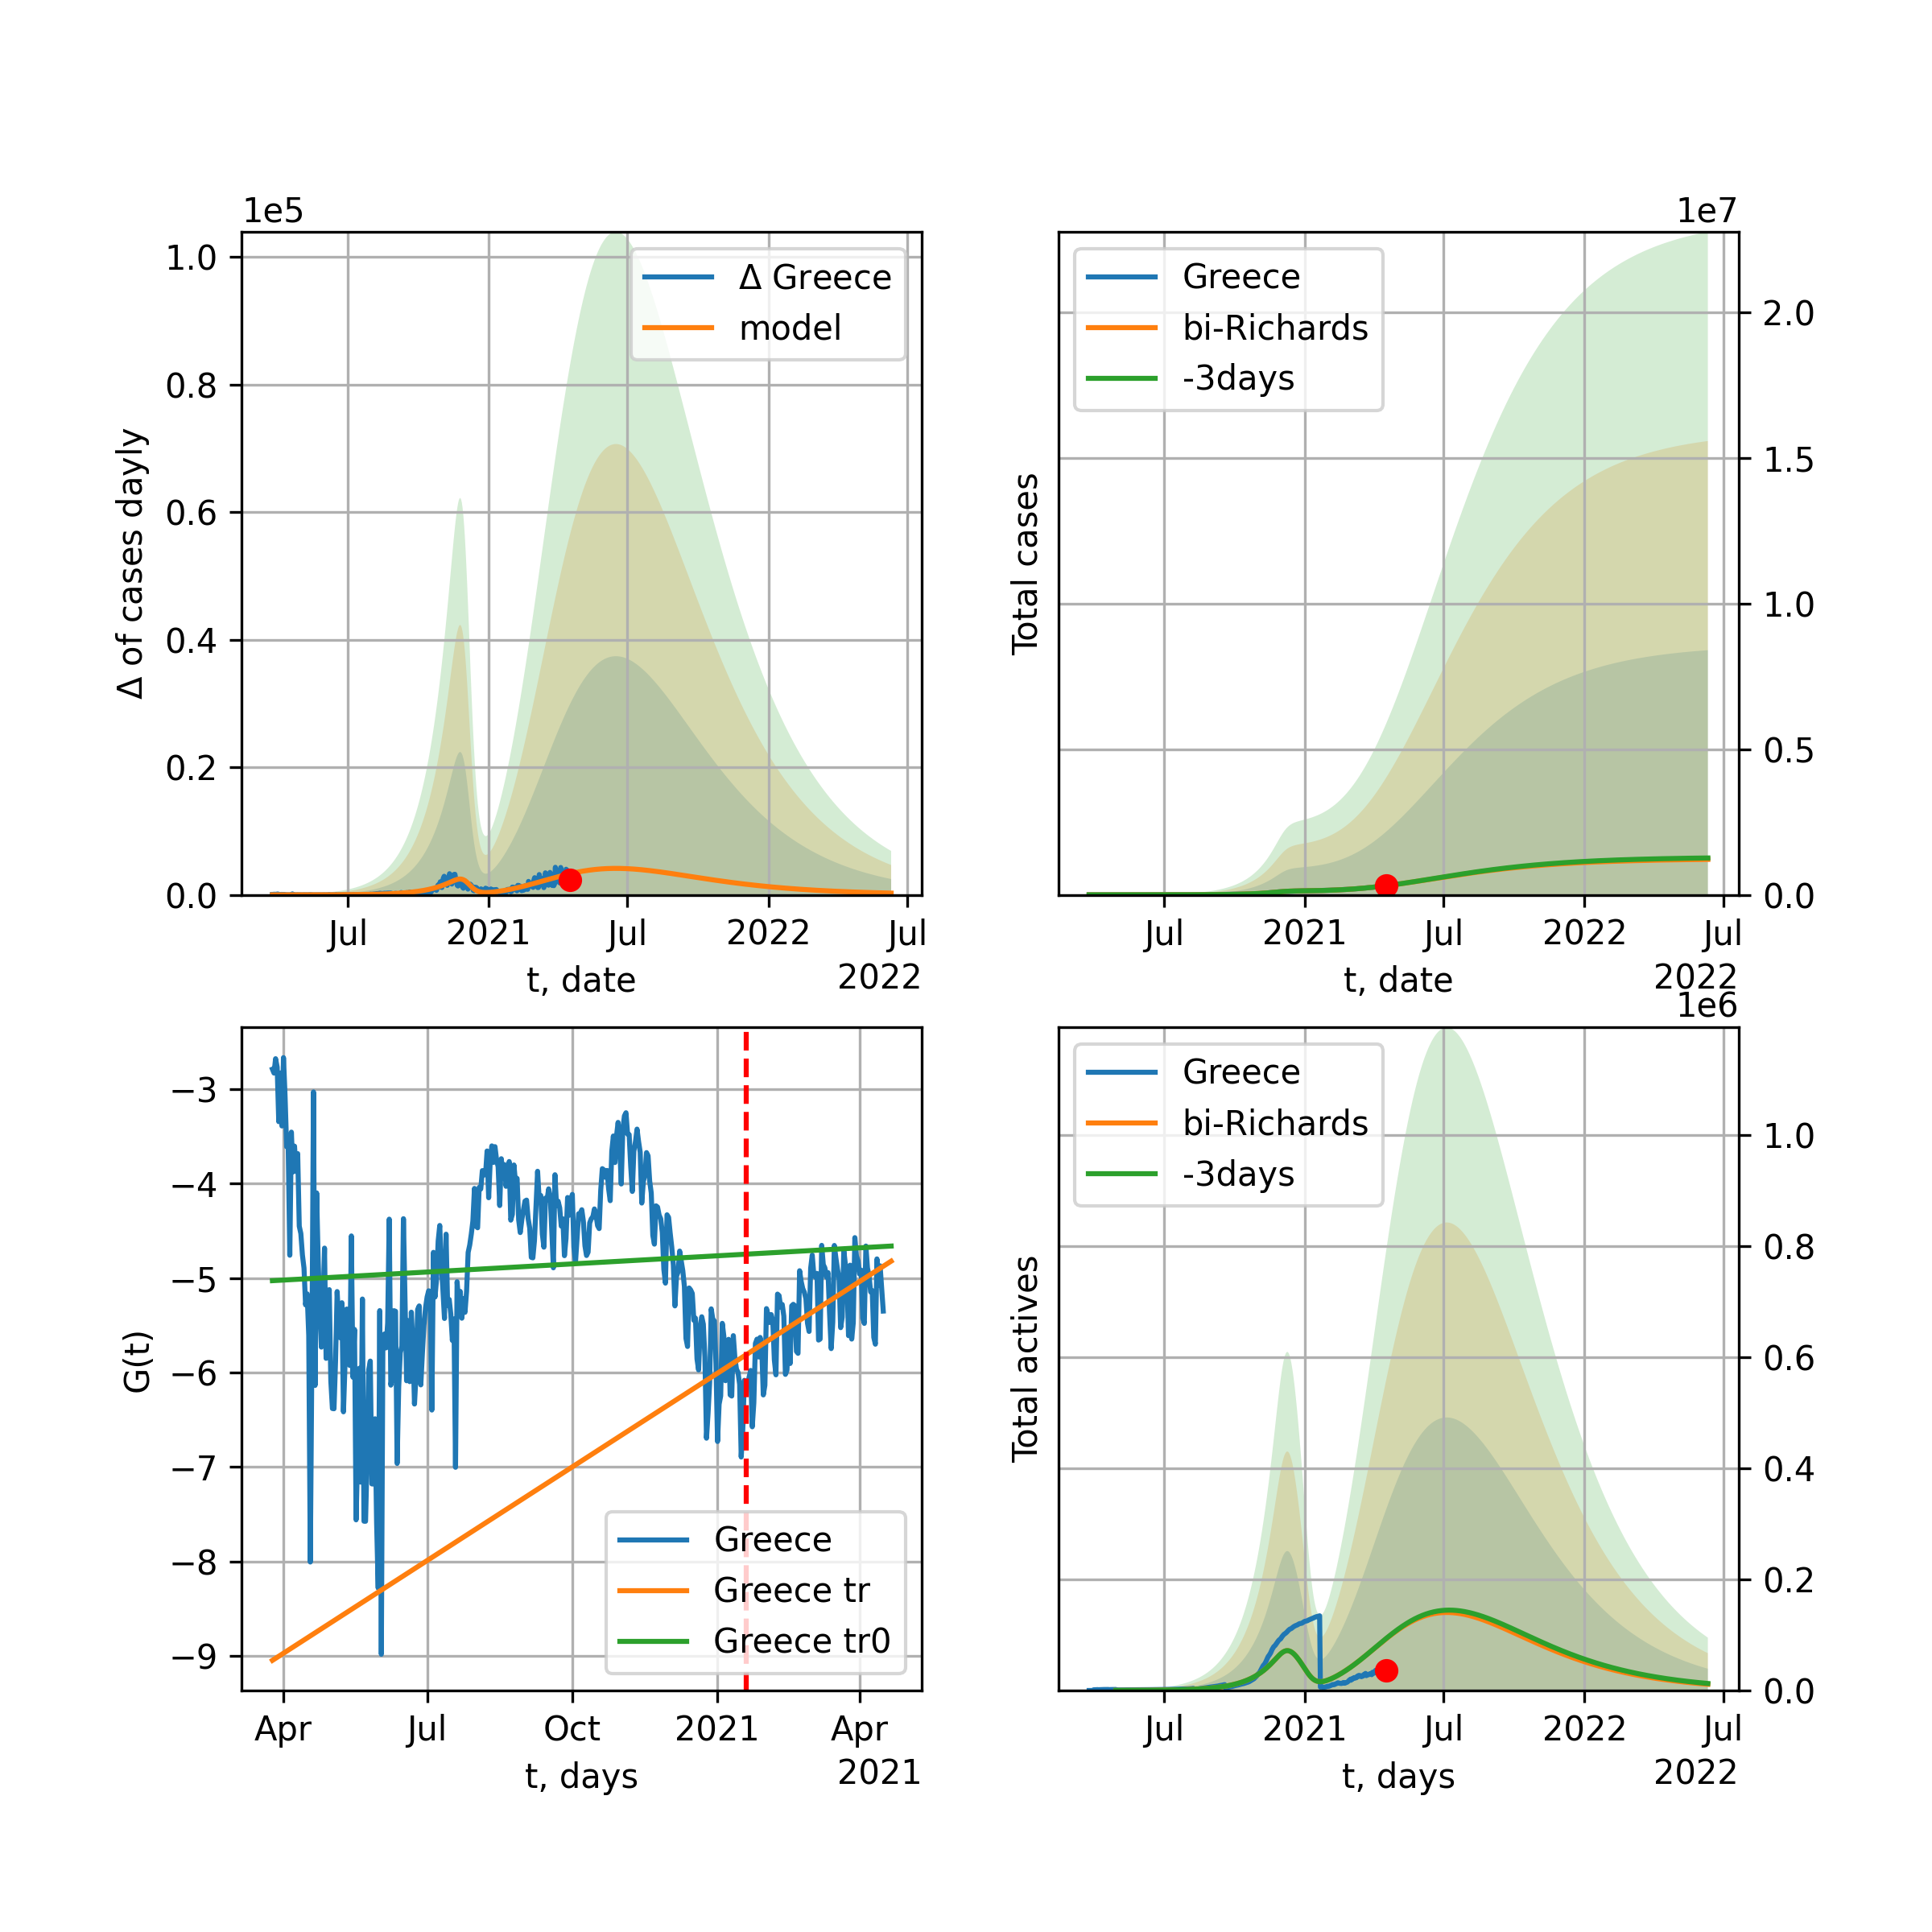 1e5
1.0
0.8
0.6
0.4
0.2
0.0
Δ of cases dayly
Δ Greece
model
Jul 2021 Jul 2022 Jul
2022
t, date
1e7
Greece
bi-Richards
-3days
Total cases
2.0
1.5
1.0
0.5
0.0
Jul 2021 Jul 2022 Jul
2022
t, date
−3
−4
−5
−6
−7
−8
−9
G(t)
Greece
Greece tr
Greece tr0
Apr Jul Oct 2021 Apr
2021
t, days
1e6
Greece
bi-Richards
-3days
Total actives
1.0
0.8
0.6
0.4
0.2
0.0
Jul 2021 Jul 2022 Jul
2022
t, days